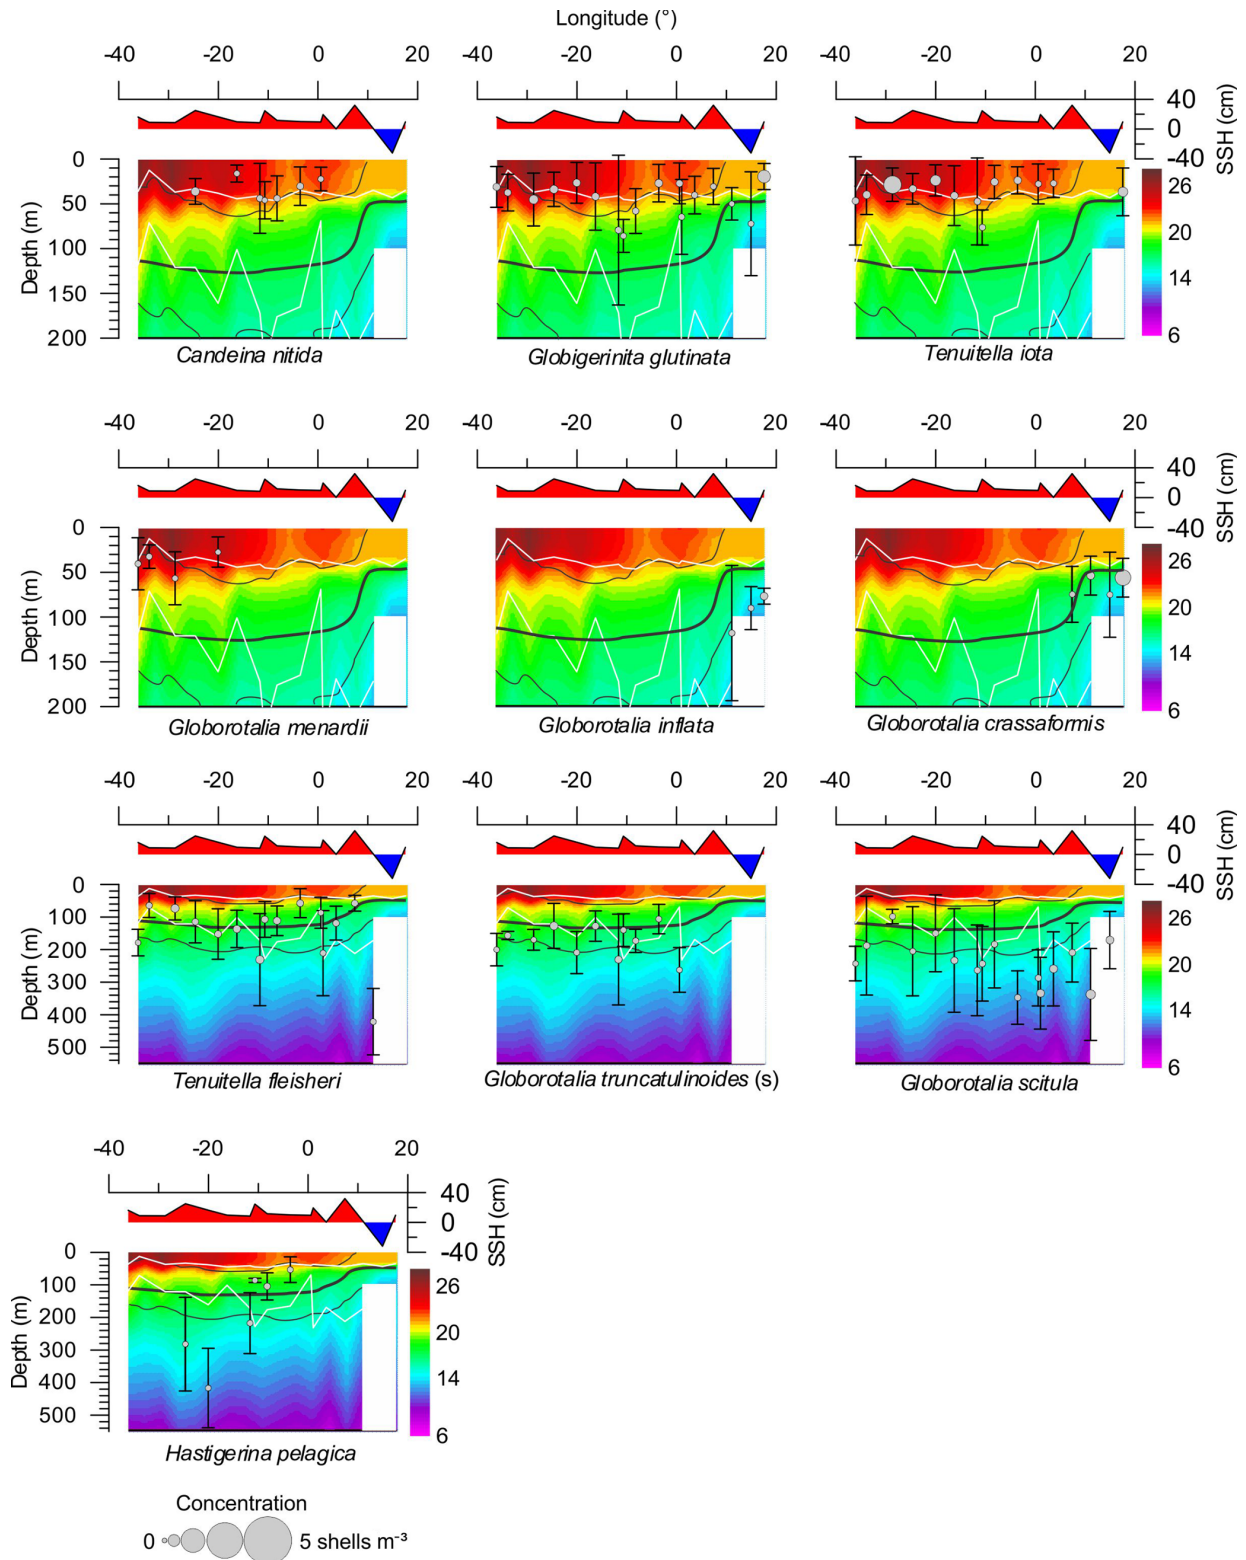 Longitude (°)
-40 -20 0 20 -40 -20 0 20 -40 -20 0 20
40
0
-40
SSH (cm)
0
50
100
150
200
Depth (m)
26
20
14
6
Candeina nitida
Globigerinita glutinata
Tenuitella iota
-40 -20 0 20 -40 -20 0 20 -40 -20 0 20
40
0
-40
SSH (cm)
0
50
100
150
200
Depth (m)
26
20
14
6
Globorotalia menardii
Globorotalia inflata
Globorotalia crassaformis
-40 -20 0 20 -40 -20 0 20 -40 -20 0 20
40
0
-40
SSH (cm)
0
100
200
300
400
500
Depth (m)
26
20
14
6
Tenuitella fleisheri
Globorotalia truncatulinoides (s)
Globorotalia scitula
-40 -20 0 20
40
0
-40
SSH (cm)
0
100
200
300
400
500
Depth (m)
26
20
14
6
Hastigerina pelagica
Concentration
0 5 shells m⁻³